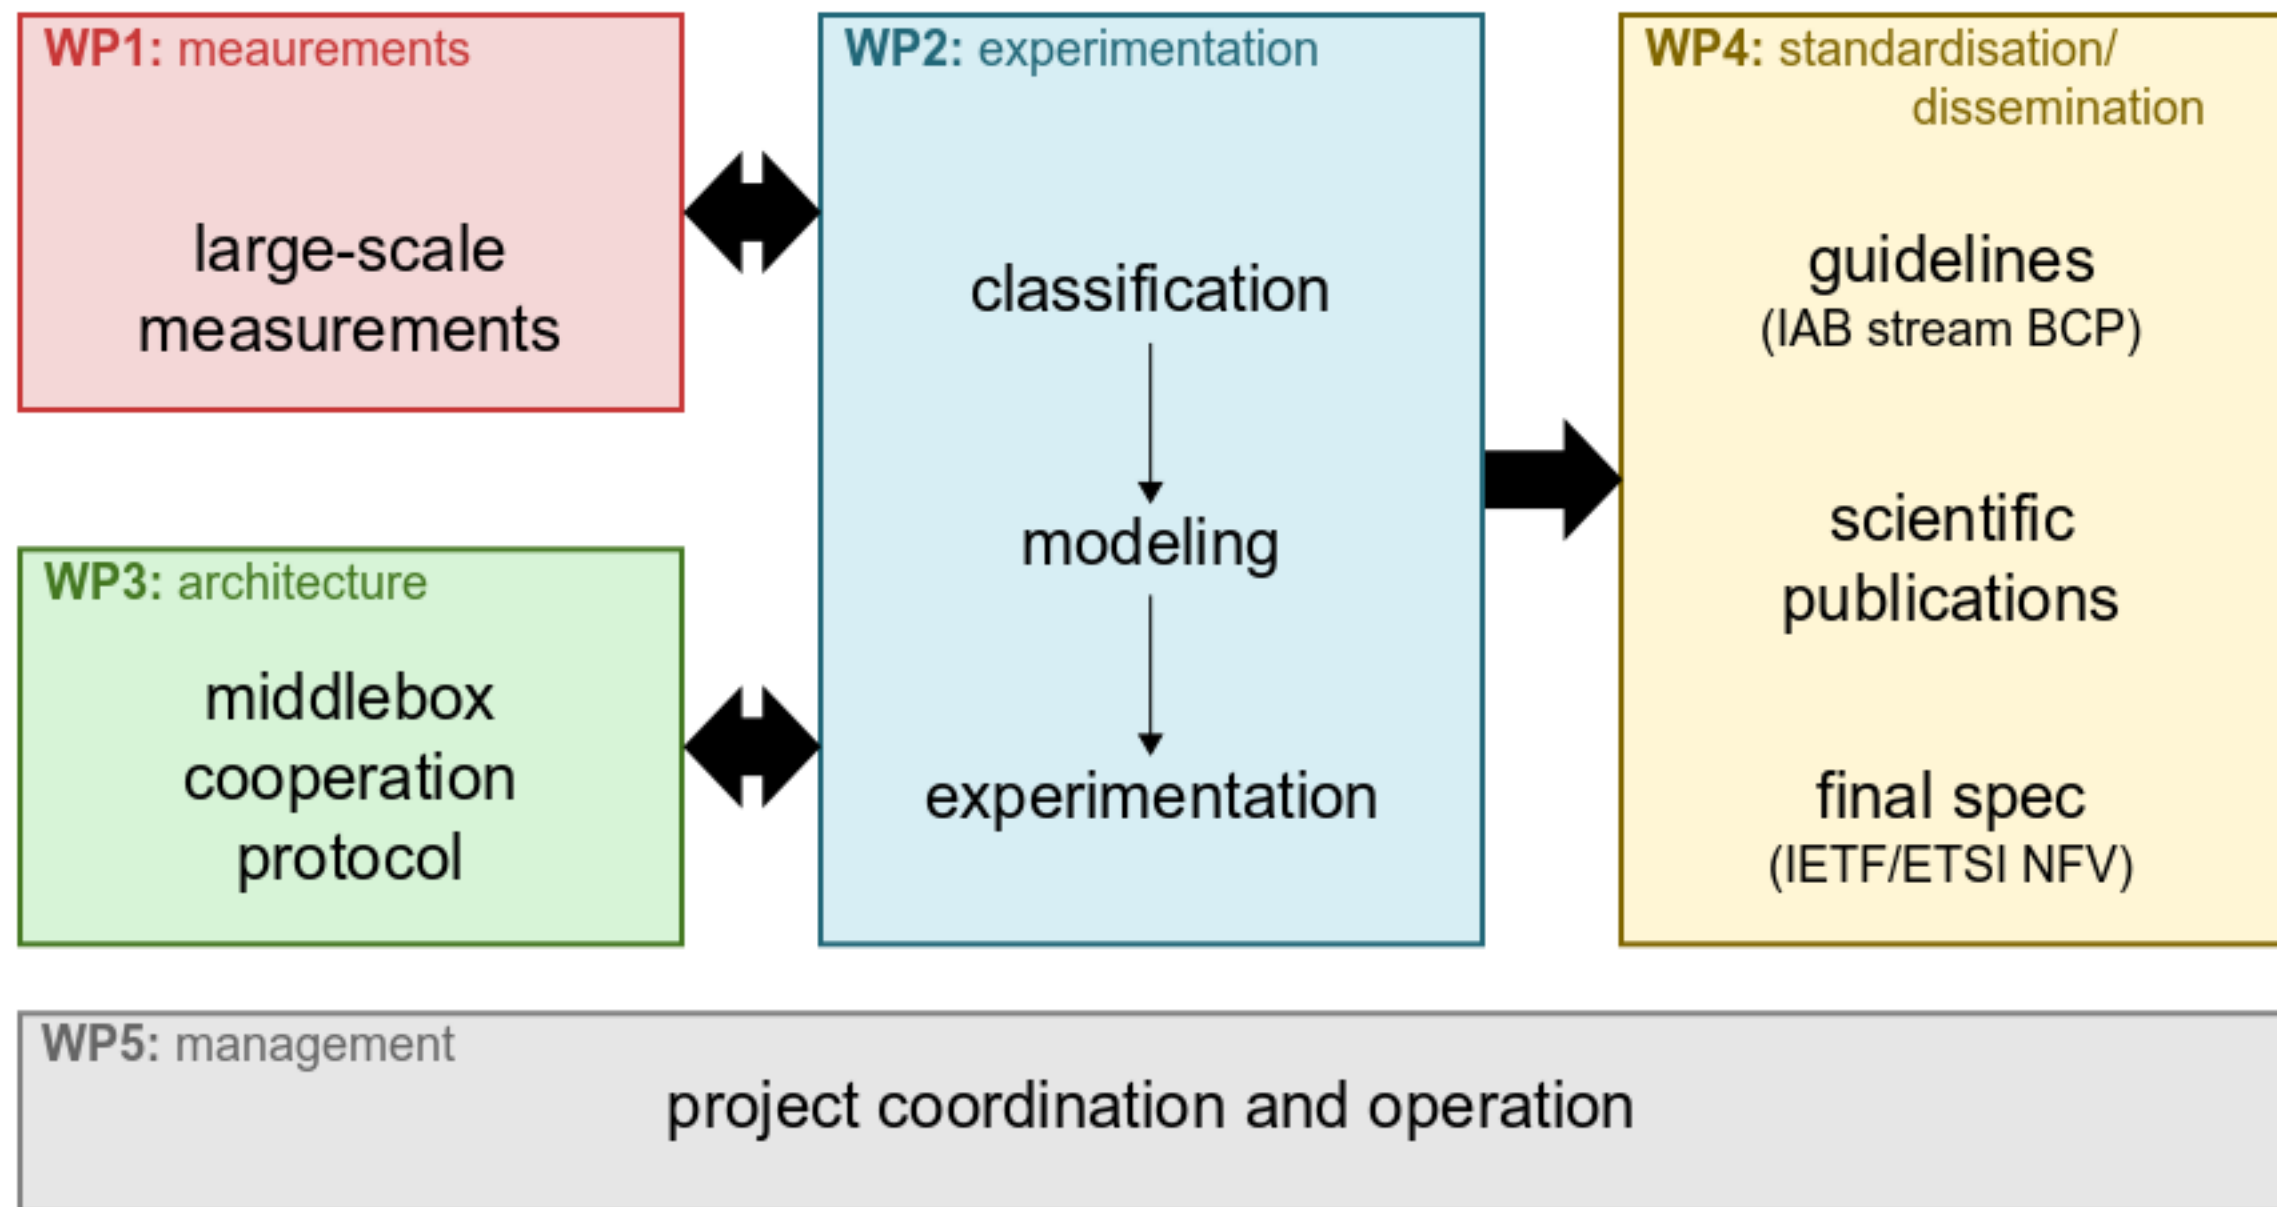 WP1: meaurements
large-scale
measurements
WP2: experimentation
classification
modeling
experimentation
WP3: architecture
middlebox
cooperation
protocol
WP4: standardisation/
dissemination
guidelines
(IAB stream BCP)
scientific
publications
final spec
(IETF/ETSI NFV)
WP5: management
project coordination and operation